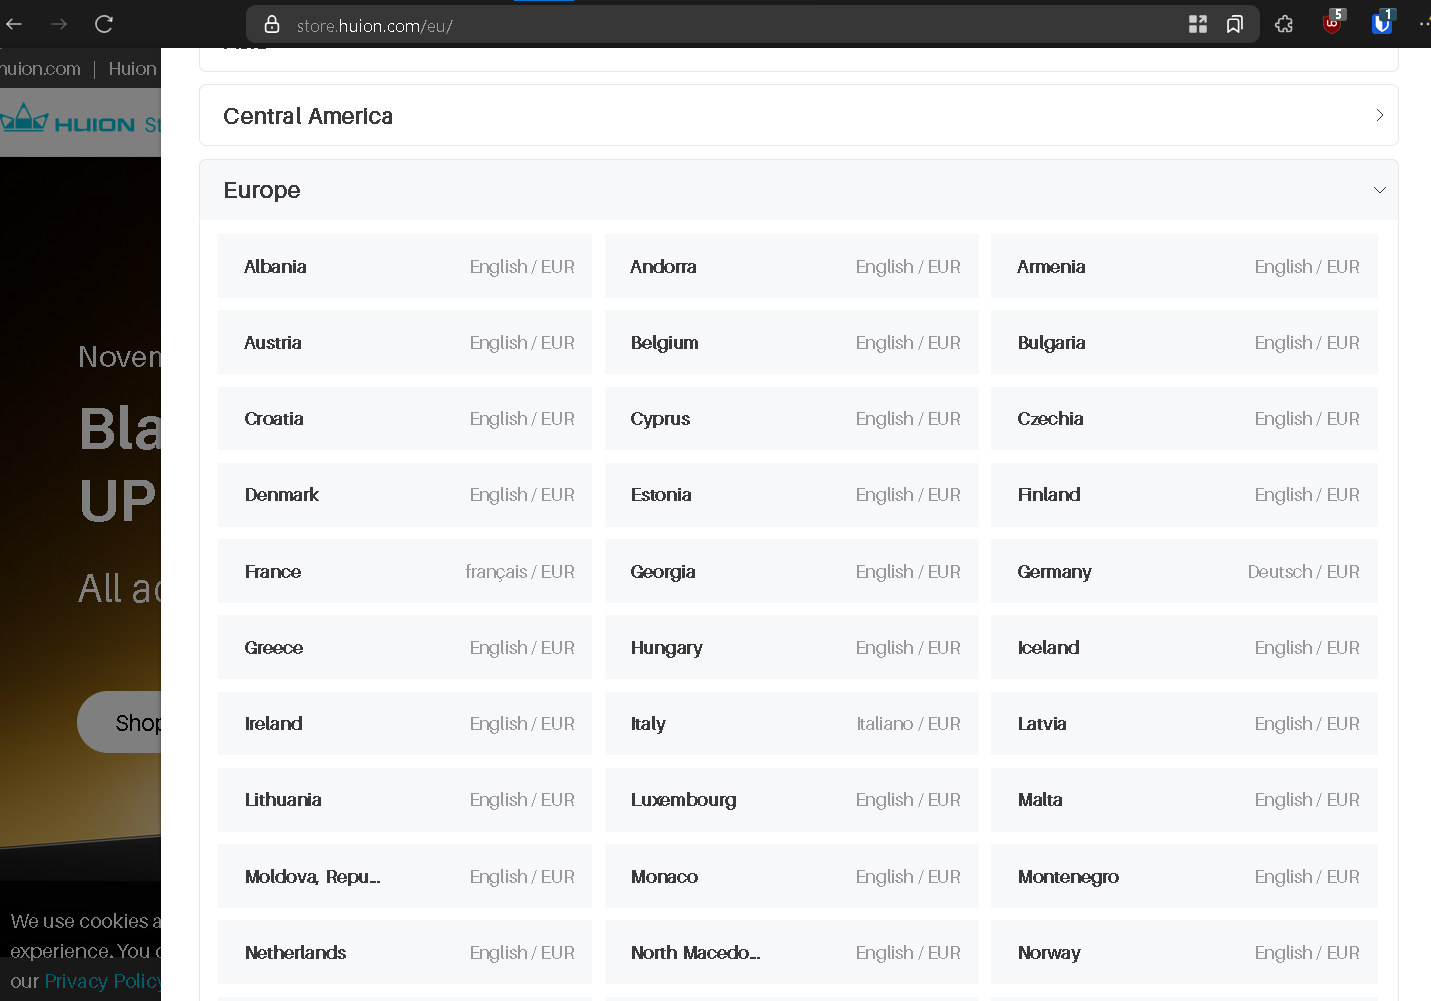 store.huion.com/eu/
5
1
huion.com | Huion
HUION St
Central America
Europe
Albania English / EUR
Andorra English / EUR
Armenia English / EUR
Austria English / EUR
Belgium English / EUR
Bulgaria English / EUR
Croatia English / EUR
Cyprus English / EUR
Czechia English / EUR
Denmark English / EUR
Estonia English / EUR
Finland English / EUR
France français / EUR
Georgia English / EUR
Germany Deutsch / EUR
Greece English / EUR
Hungary English / EUR
Iceland English / EUR
Ireland English / EUR
Italy Italiano / EUR
Latvia English / EUR
Lithuania English / EUR
Luxembourg English / EUR
Malta English / EUR
Moldova, Repu... English / EUR
Monaco English / EUR
Montenegro English / EUR
Netherlands English / EUR
North Macedo... English / EUR
Norway English / EUR
Novem
Bla
UP
All ac
Shop
We use cookies a
experience. You c
our Privacy Policy